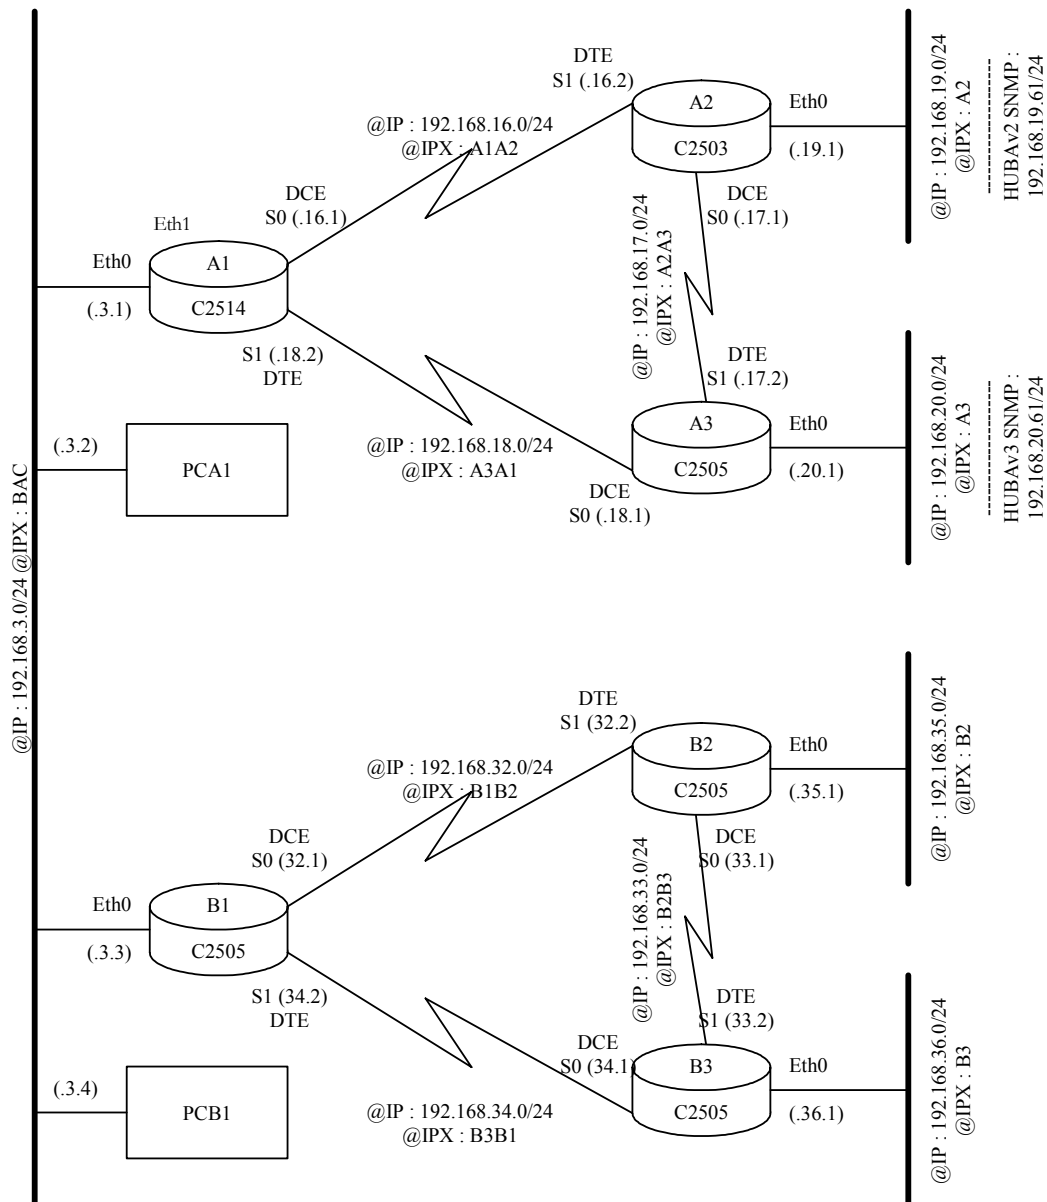 DTE
S1 (.16.2)
A2
C2503
Eth0
(.19.1)
@IP : 192.168.19.0/24
@IPX : A2
--------------------
HUBAv2 SNMP :
192.168.19.61/24
@IP : 192.168.16.0/24
@IPX : A1A2
DCE
S0 (.16.1)
DCE
S0 (.17.1)
@IP : 192.168.17.0/24
@IPX : A2A3
Eth1
Eth0
(.3.1)
A1
C2514
S1 (.18.2)
DTE
DTE
S1 (.17.2)
A3
C2505
Eth0
(.20.1)
@IP : 192.168.20.0/24
@IPX : A3
--------------------
HUBAv3 SNMP :
192.168.20.61/24
@IP : 192.168.18.0/24
@IPX : A3A1
DCE
S0 (.18.1)
(.3.2)
PCA1
@IP : 192.168.3.0/24 @IPX : BAC
DTE
S1 (32.2)
B2
C2505
Eth0
(.35.1)
@IP : 192.168.35.0/24
@IPX : B2
@IP : 192.168.32.0/24
@IPX : B1B2
DCE
S0 (32.1)
DCE
S0 (33.1)
@IP : 192.168.33.0/24
@IPX : B2B3
Eth0
(.3.3)
B1
C2505
S1 (34.2)
DTE
DTE
S1 (33.2)
DCE
S0 (34.1)
B3
C2505
Eth0
(.36.1)
@IP : 192.168.36.0/24
@IPX : B3
(.3.4)
PCB1
@IP : 192.168.34.0/24
@IPX : B3B1